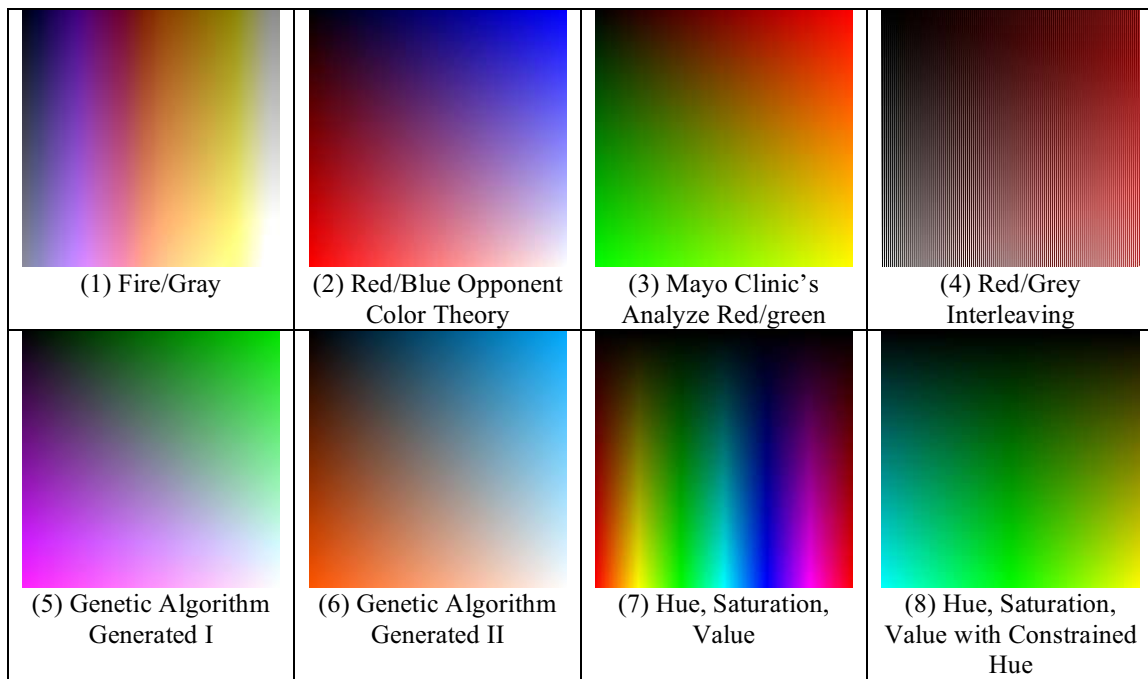 (1) Fire/Gray
(2) Red/Blue Opponent
Color Theory
(3) Mayo Clinic's
Analyze Red/green
(4) Red/Grey
Interleaving
(5) Genetic Algorithm
Generated I
(6) Genetic Algorithm
Generated II
(7) Hue, Saturation,
Value
(8) Hue, Saturation,
Value with Constrained
Hue